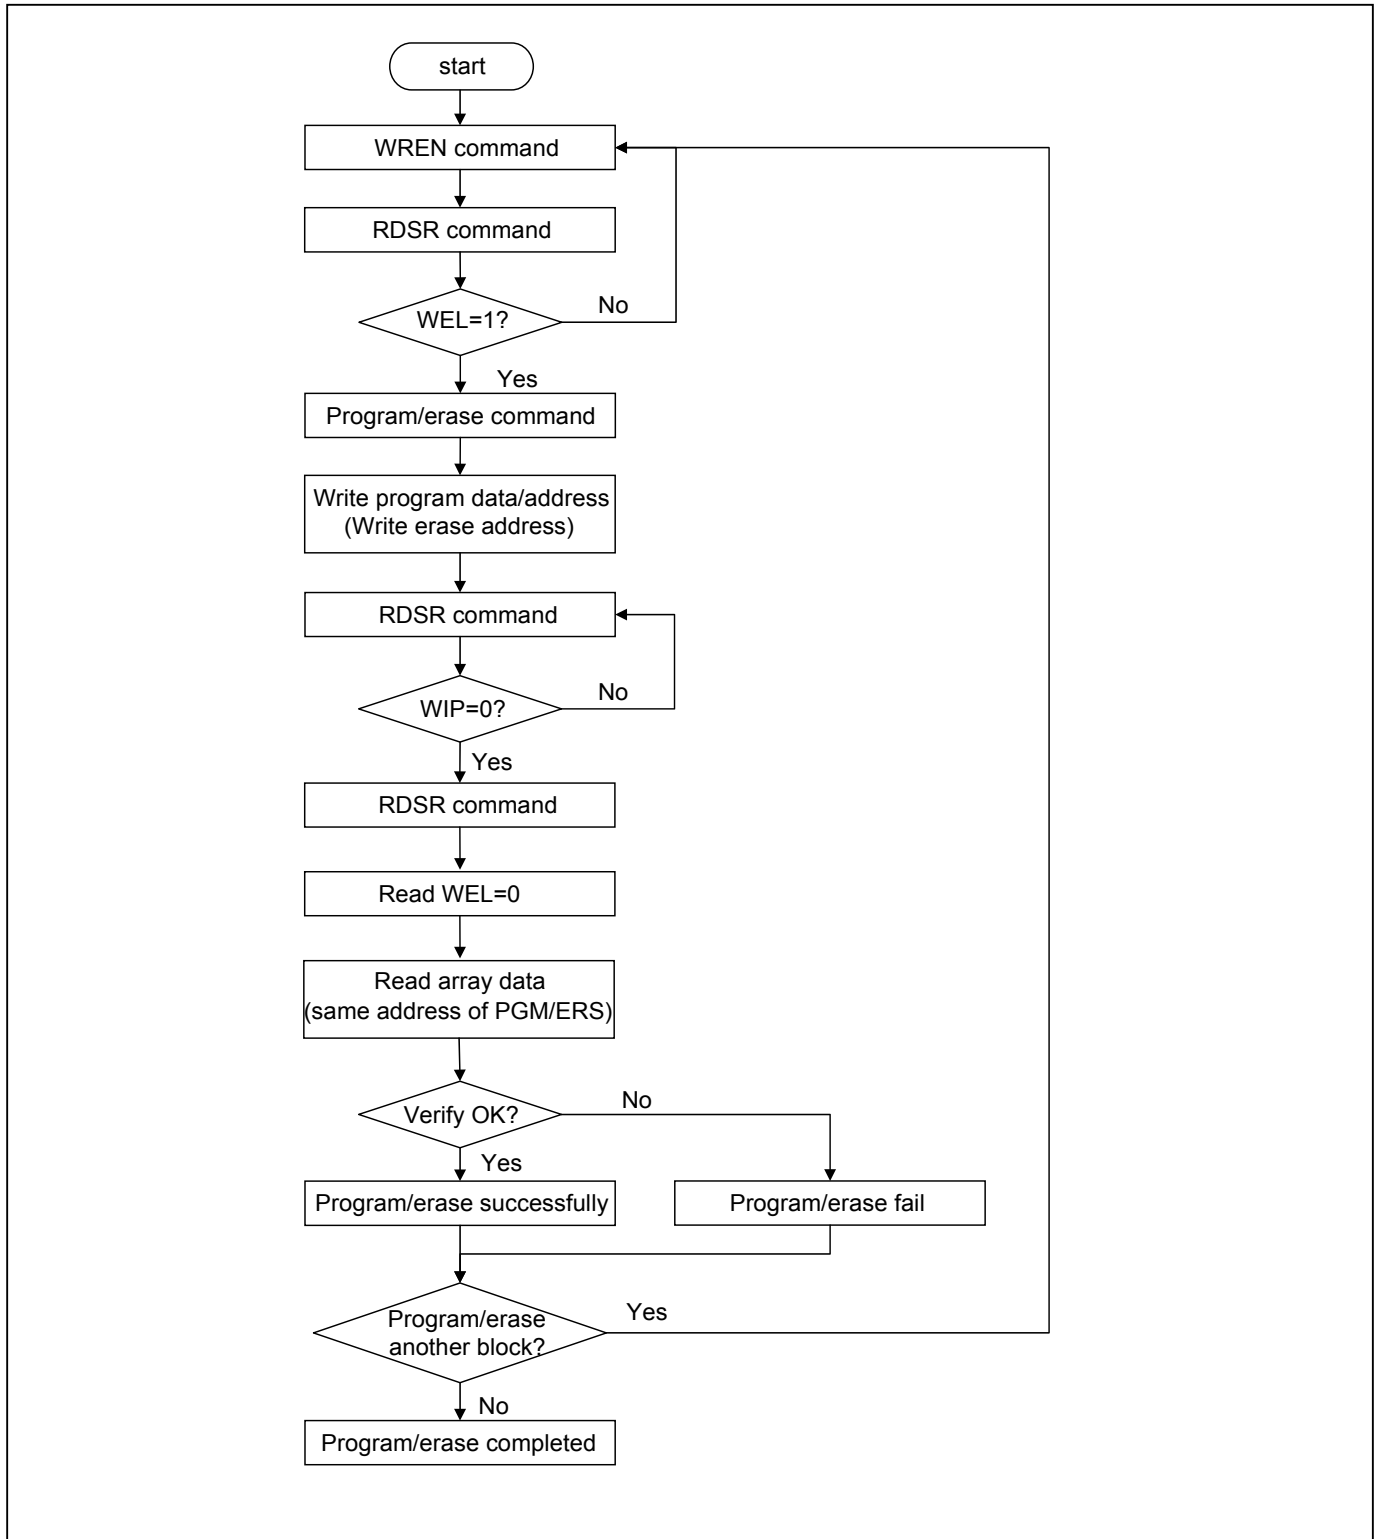 start
WREN command
RDSR command
WEL=1?
No
Yes
Program/erase command
Write program data/address
(Write erase address)
RDSR command
WIP=0?
No
Yes
RDSR command
Read WEL=0
Read array data
(same address of PGM/ERS)
Verify OK?
No
Yes
Program/erase successfully
Program/erase fail
Program/erase
another block?
Yes
No
Program/erase completed